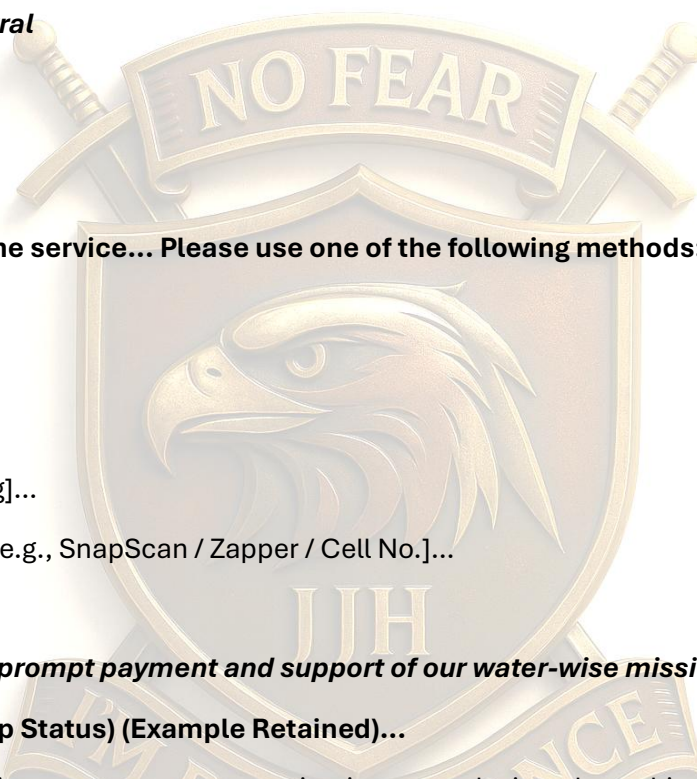 ral
NO FEAR
ne service... Please use one of the following methods:
g]...
e.g., SnapScan / Zapper / Cell No.]...
JJH
prompt payment and support of our water-wise missi
p Status) (Example Retained)...